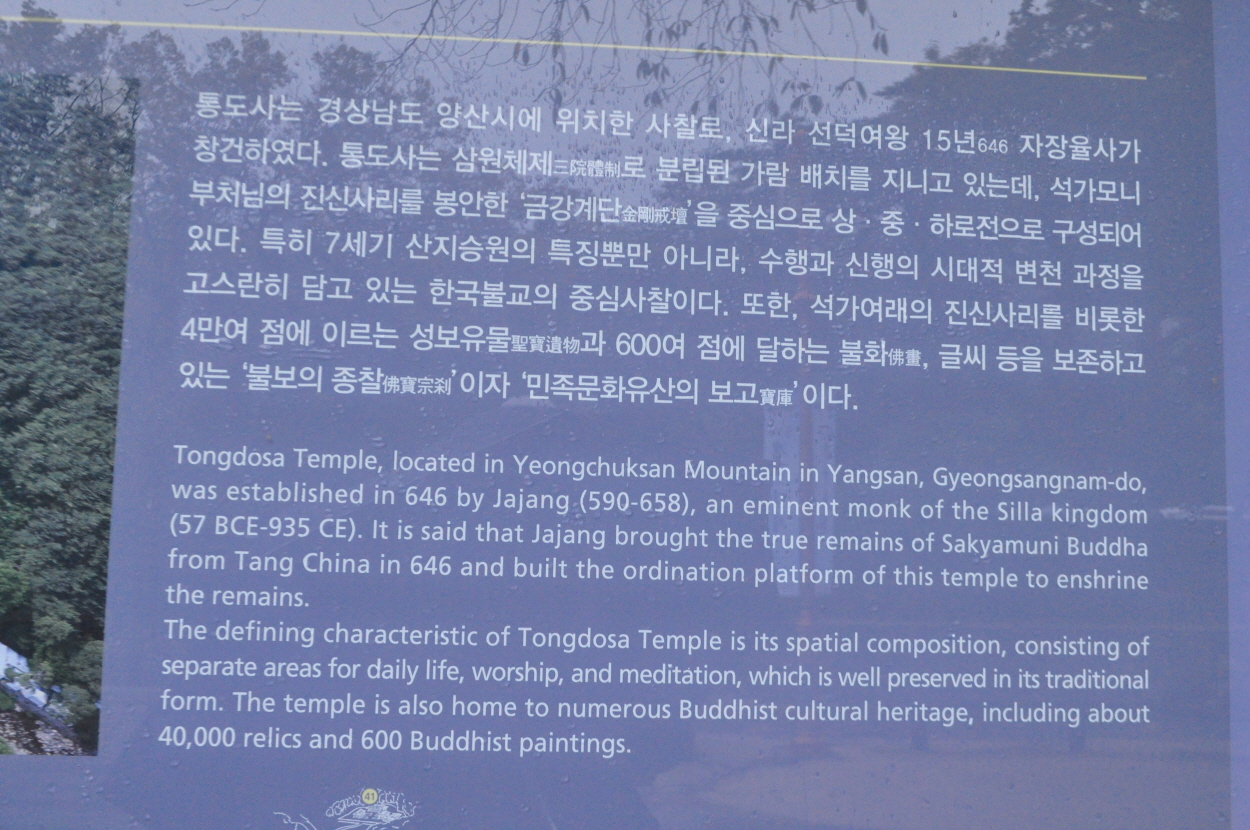 통도사는 경상남도 양산시에 위치한 사찰로, 신라 선덕여왕 15년646 자장율사가
창건하였다. 통도사는 삼원체제三院體制로 분립된 가람 배치를 지니고 있는데, 석가모니
부처님의 진신사리를 봉안한 ‘금강계단金剛戒壇’을 중심으로 상·중·하로전으로 구성되어
있다. 특히 7세기 산지승원의 특징뿐만 아니라, 수행과 신행의 시대적 변천 과정을
고스란히 담고 있는 한국불교의 중심사찰이다. 또한, 석가여래의 진신사리를 비롯한
4만여 점에 이르는 성보유물聖寶遺物과 600여 점에 달하는 불화佛畫, 글씨 등을 보존하고
있는 ‘불보의 종찰佛寶宗刹’이자 ‘민족문화유산의 보고寶庫’이다.
Tongdosa Temple, located in Yeongchuksan Mountain in Yangsan, Gyeongsangnam-do,
was established in 646 by Jajang (590-658), an eminent monk of the Silla kingdom
(57 BCE-935 CE). It is said that Jajang brought the true remains of Sakyamuni Buddha
from Tang China in 646 and built the ordination platform of this temple to enshrine
the remains.
The defining characteristic of Tongdosa Temple is its spatial composition, consisting of
separate areas for daily life, worship, and meditation, which is well preserved in its traditional
form. The temple is also home to numerous Buddhist cultural heritage, including about
40,000 relics and 600 Buddhist paintings.
41